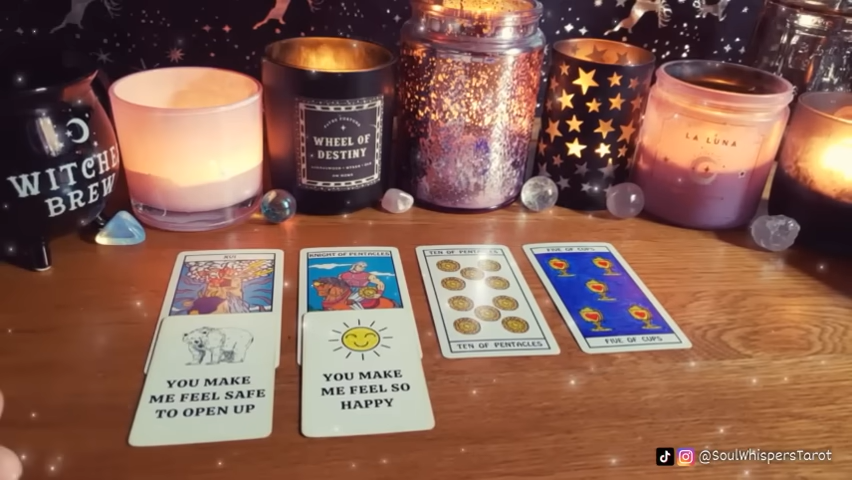 WITCHES
BREW
WHEEL OF
DESTINY
LA LUNA
XVI
KNIGHT OF PENTACLES
TEN OF PENTACLES
TEN OF PENTACLES
FIVE OF CUPS
FIVE OF CUPS
YOU MAKE
ME FEEL SAFE
TO OPEN UP
YOU MAKE
ME FEEL SO
HAPPY
@SoulWhispersTarot